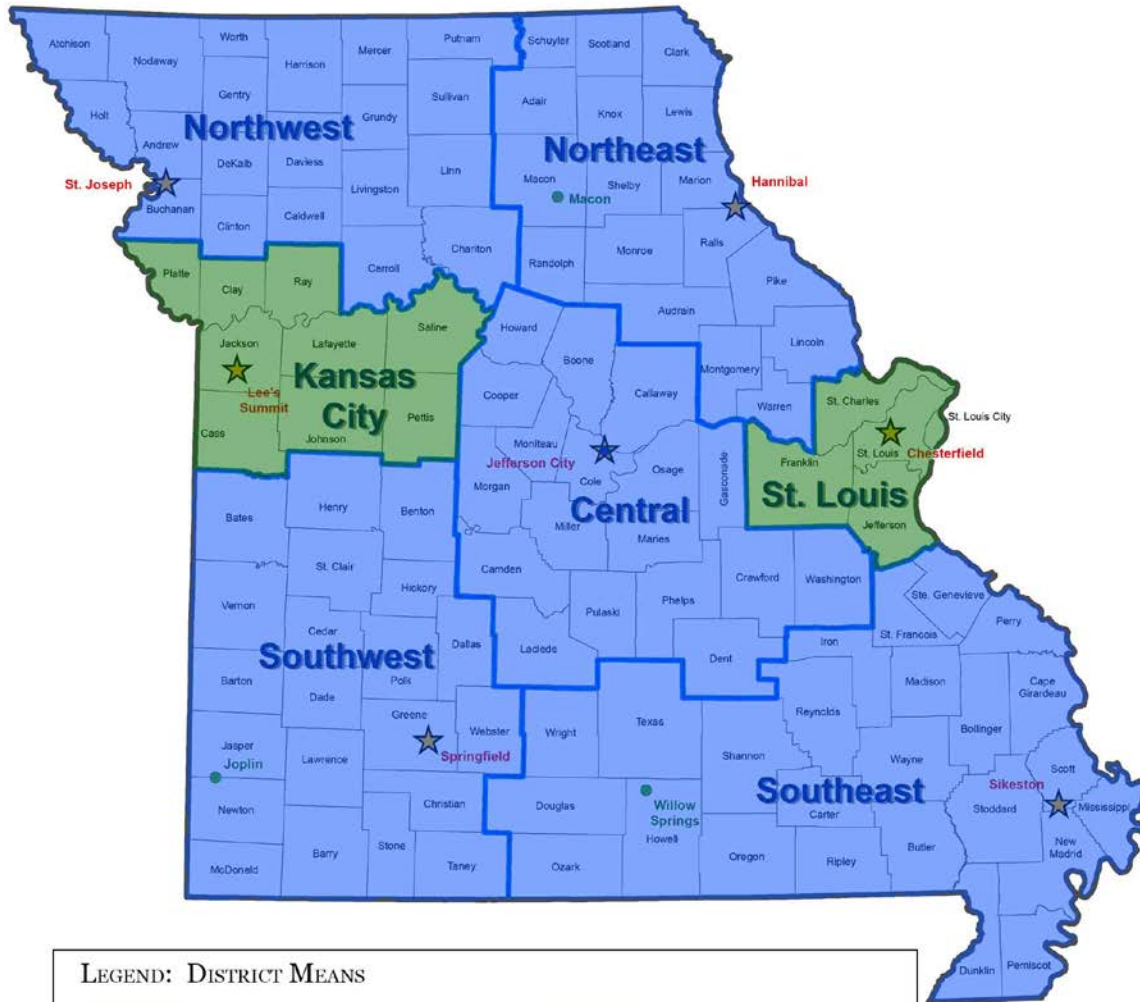 Worth
Putnam
Schuyler
Scotland
Clark
Atchison
Nodaway
Harrison
Mercer
Sullivan
Adair
Knox
Lewis
Holt
Gentry
Grundy
Andrew
Northwest
Northeast
DeKalb
Daviess
Linn
Macon
Shelby
Marion
Hannibal
St. Joseph
Livingston
Macon
Buchanan
Clinton
Caldwell
Chariton
Monroe
Ralls
Carroll
Randolph
Platte
Clay
Ray
Pike
Audrain
Saline
Howard
Lincoln
Jackson
Lafayette
Boone
Montgomery
Kansas
City
Lee's
Summit
Cooper
Callaway
Warren
St. Charles
St. Louis City
Cass
Johnson
Pettis
Moniteau
Jefferson City
Cole
Osage
Gasconade
Franklin
St. Louis
Chesterfield
St. Louis
Morgan
Central
Henry
Benton
Bates
Miller
Maries
Jefferson
St. Clair
Camden
Crawford
Washington
Hickory
Pulaski
Phelps
Ste. Genevieve
Vernon
Cedar
Dallas
St. Francois
Perry
Southwest
Laclede
Dent
Iron
Polk
Barton
Dade
Madison
Cape
Girardeau
Greene
Webster
Wright
Texas
Reynolds
Bollinger
Jasper
Joplin
Lawrence
Springfield
Shannon
Wayne
Scott
Sikeston
Southeast
Mississippi
Newton
Christian
Douglas
Willow
Springs
Howell
Carter
Stoddard
New
Madrid
McDonald
Barry
Stone
Taney
Ozark
Oregon
Ripley
Butler
Dunklin
Pemiscot
LEGEND: DISTRICT MEANS